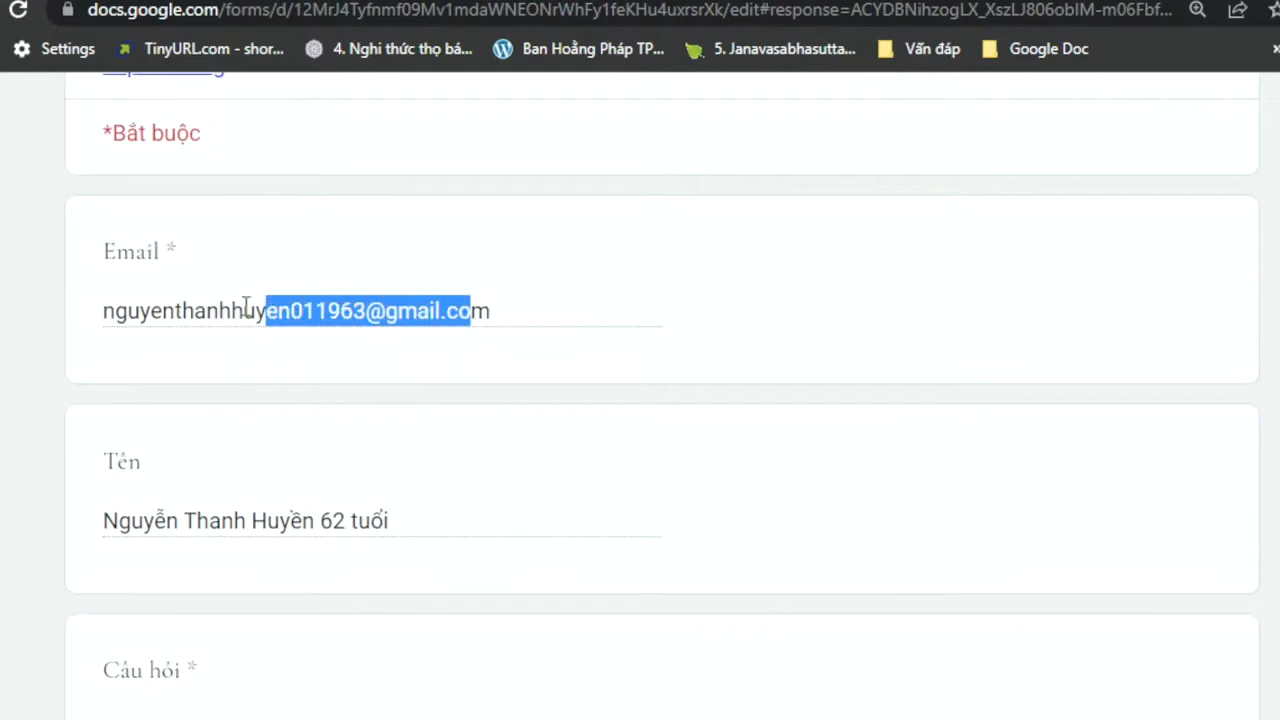 docs.google.com/forms/d/12MrJ4Tyfnmf09Mv1mdaWNEONrWhFy1feKHu4uxrsrXk/edit#response=ACYDBNihzogLX_XszLJ806oblM-m06Fbf...
Settings TinyURL.com - shor... 4. Nghi thức thọ bá... Ban Hoằng Pháp TP... 5. Janavasabhasutta... Vấn đáp Google Doc
*Bắt buộc
Email *
nguyenthanhhuyen011963@gmail.com
Tên
Nguyễn Thanh Huyền 62 tuổi
Câu hỏi *